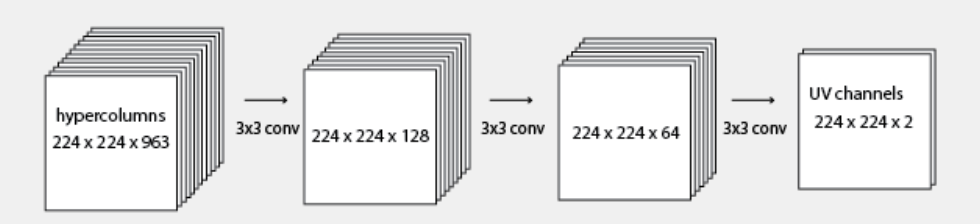 hypercolumns
224 x 224 x 963
3x3 conv
224 x 224 x 128
3x3 conv
224 x 224 x 64
3x3 conv
UV channels
224 x 224 x 2